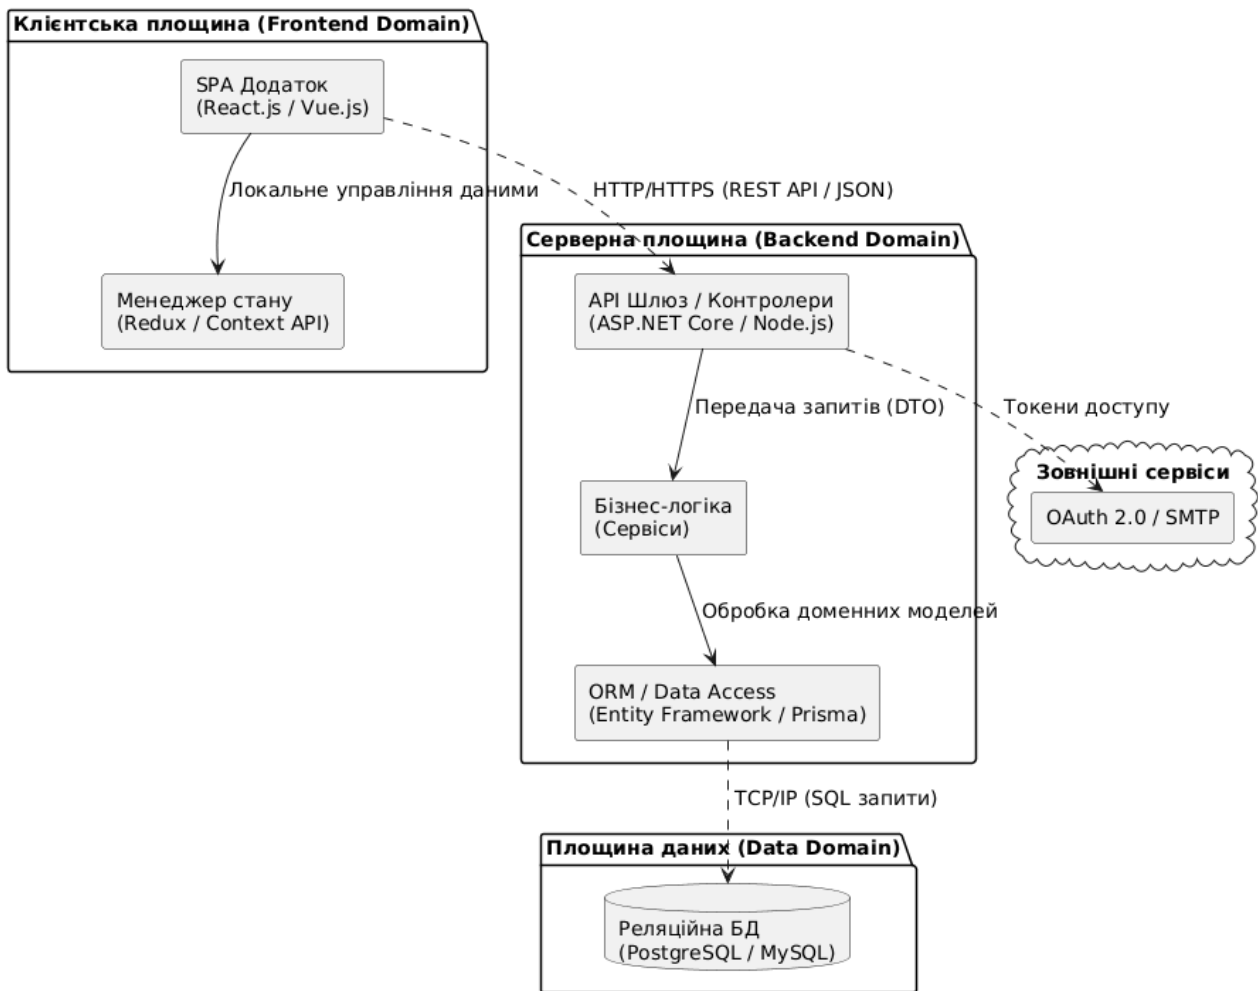 Клієнтська площина (Frontend Domain)
SPA Додаток
(React.js / Vue.js)
Локальне управління даними
HTTP/HTTPS (REST API / JSON)
Менеджер стану
(Redux / Context API)
Серверна площина (Backend Domain)
API Шлюз / Контролери
(ASP.NET Core / Node.js)
Передача запитів (DTO)
Токени доступу
Зовнішні сервіси
OAuth 2.0 / SMTP
Бізнес-логіка
(Сервіси)
Обробка доменних моделей
ORM / Data Access
(Entity Framework / Prisma)
TCP/IP (SQL запити)
Площина даних (Data Domain)
Реляційна БД
(PostgreSQL / MySQL)